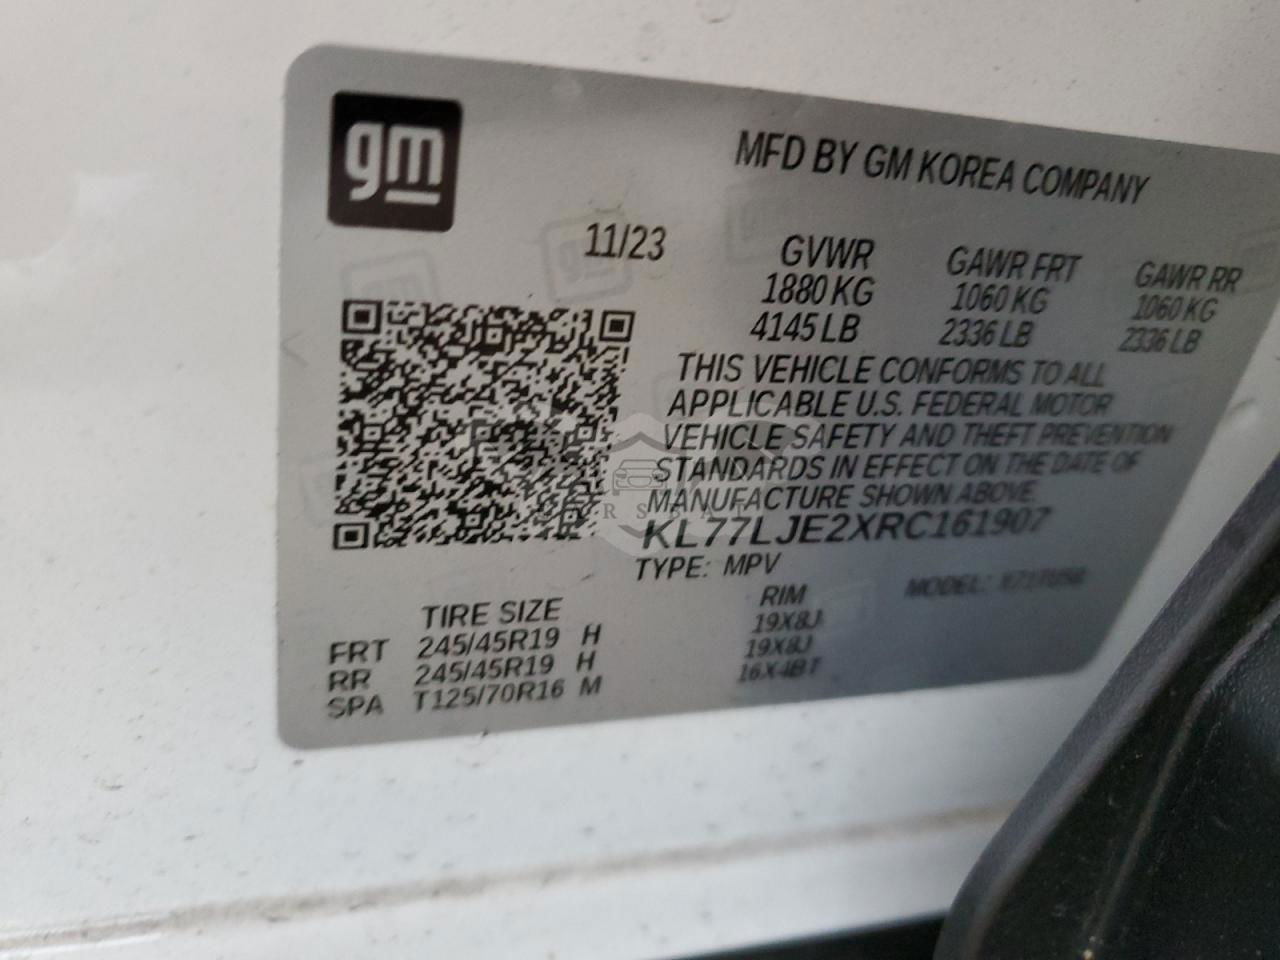 gm
MFD BY GM KOREA COMPANY
11/23
GVWR GAWR FRT GAWR RR
1880 KG 1060 KG 1060 KG
4145 LB 2336 LB 2336 LB
THIS VEHICLE CONFORMS TO ALL
APPLICABLE U.S. FEDERAL MOTOR
VEHICLE SAFETY AND THEFT PREVENTION
STANDARDS IN EFFECT ON THE DATE OF
MANUFACTURE SHOWN ABOVE.
KL77LJE2XRC161907
TYPE: MPV MODEL:
TIRE SIZE RIM
FRT 245/45R19 H 19X8J
RR 245/45R19 H 19X8J
SPA T125/70R16 M 16X4BT